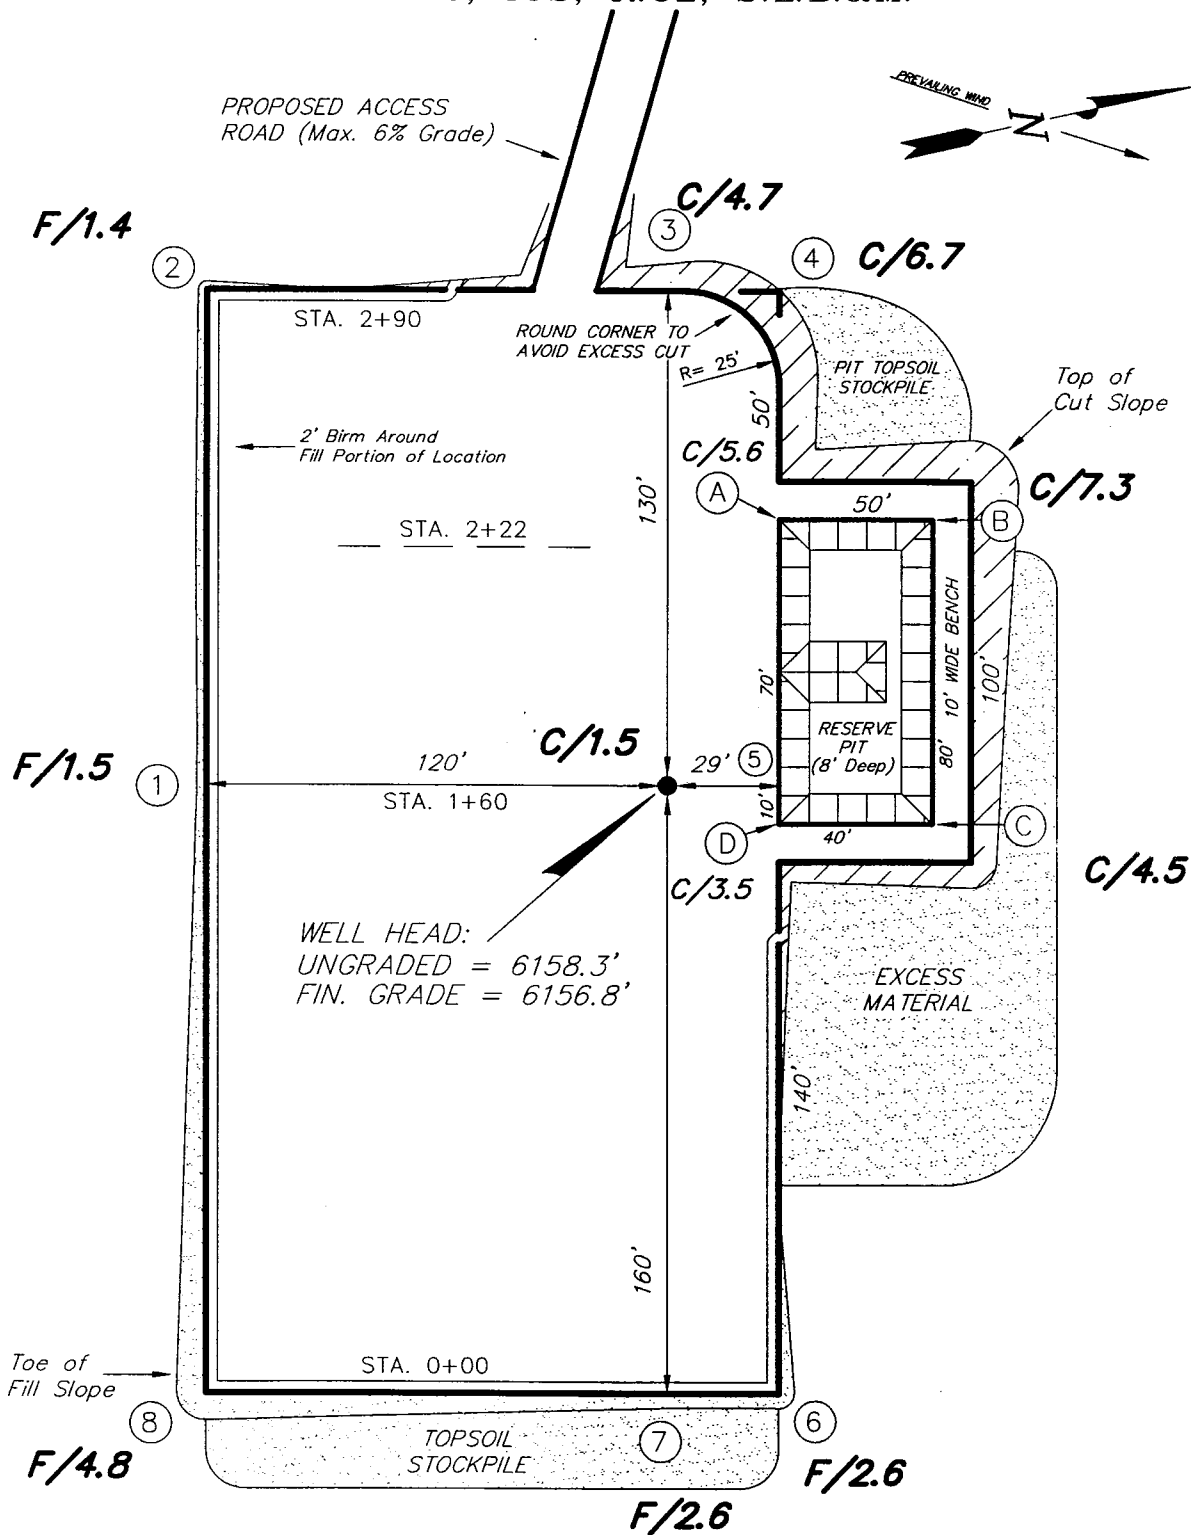 PREVAILING WIND
N
PROPOSED ACCESS
ROAD (Max. 6% Grade)
C/4.7
F/1.4
3
2
4
C/6.7
STA. 2+90
ROUND CORNER TO
AVOID EXCESS CUT
R= 25'
PIT TOPSOIL
STOCKPILE
Top of
Cut Slope
50'
2' Birm Around
Fill Portion of Location
C/5.6
C/7.3
A
130'
50'
B
STA. 2+22
10' WIDE BENCH
100'
70'
RESERVE
PIT
(8' Deep)
80'
C/1.5
F/1.5
1
120'
29'
5
STA. 1+60
10'
D
40'
C
C/3.5
C/4.5
WELL HEAD:
UNGRADED = 6158.3'
FIN. GRADE = 6156.8'
EXCESS
MATERIAL
140'
160'
Toe of
Fill Slope
STA. 0+00
8
7
6
TOPSOIL
STOCKPILE
F/4.8
F/2.6
F/2.6